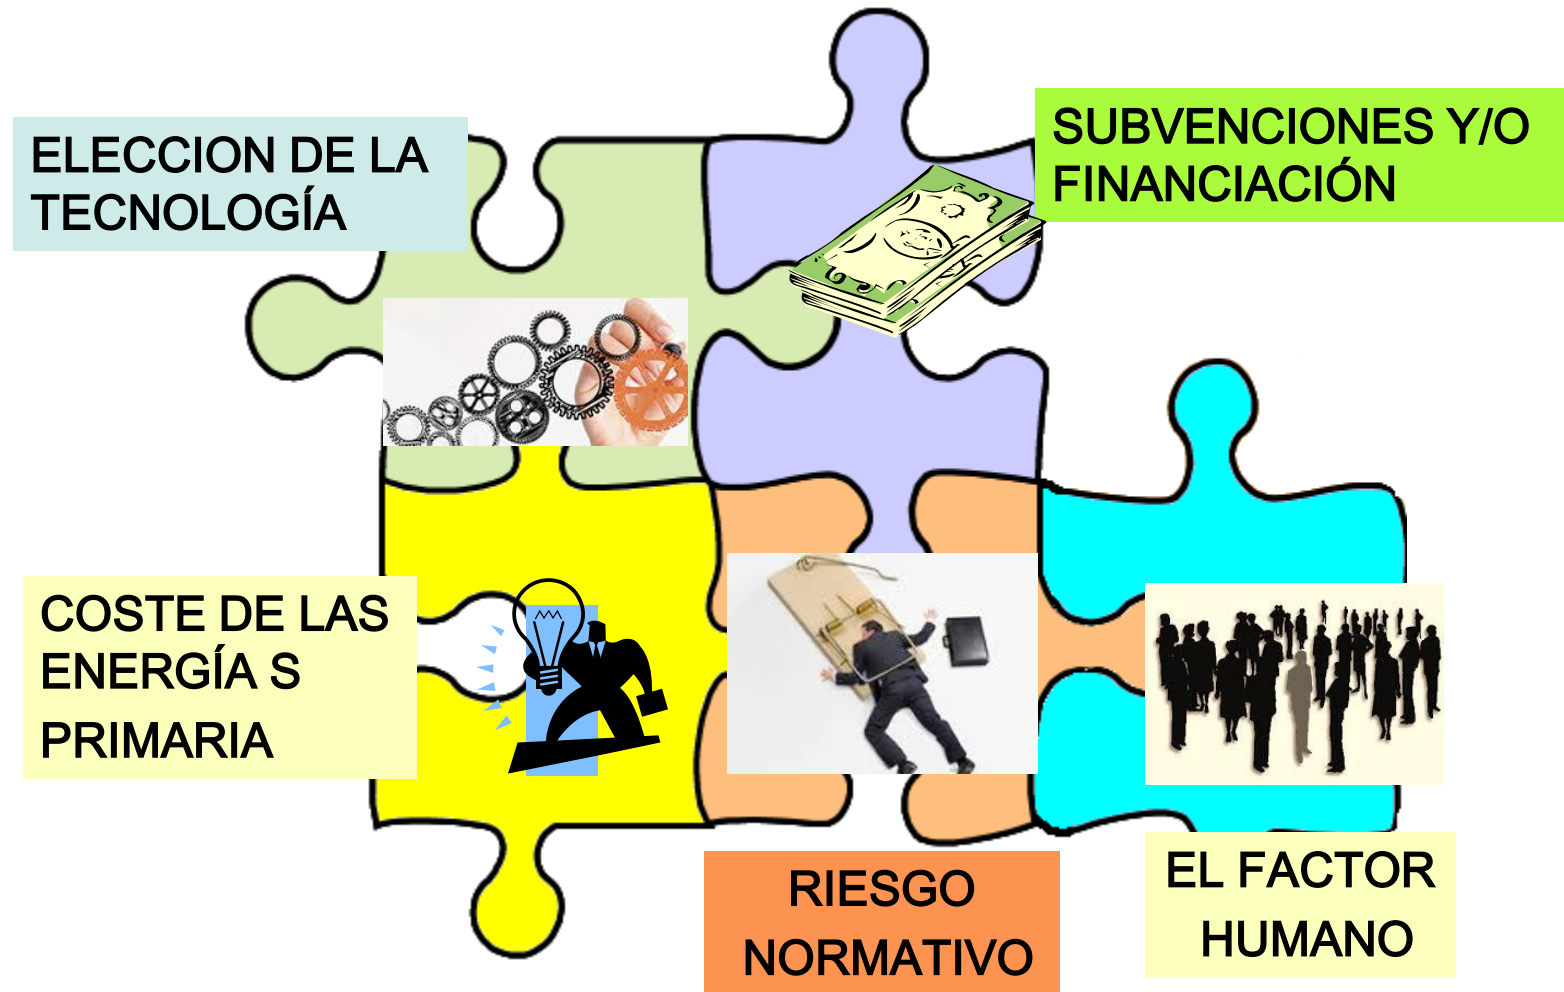 ELECCION DE LA
TECNOLOGÍA
SUBVENCIONES Y/O
FINANCIACIÓN
COSTE DE LAS
ENERGÍA S
PRIMARIA
RIESGO
NORMATIVO
EL FACTOR
HUMANO